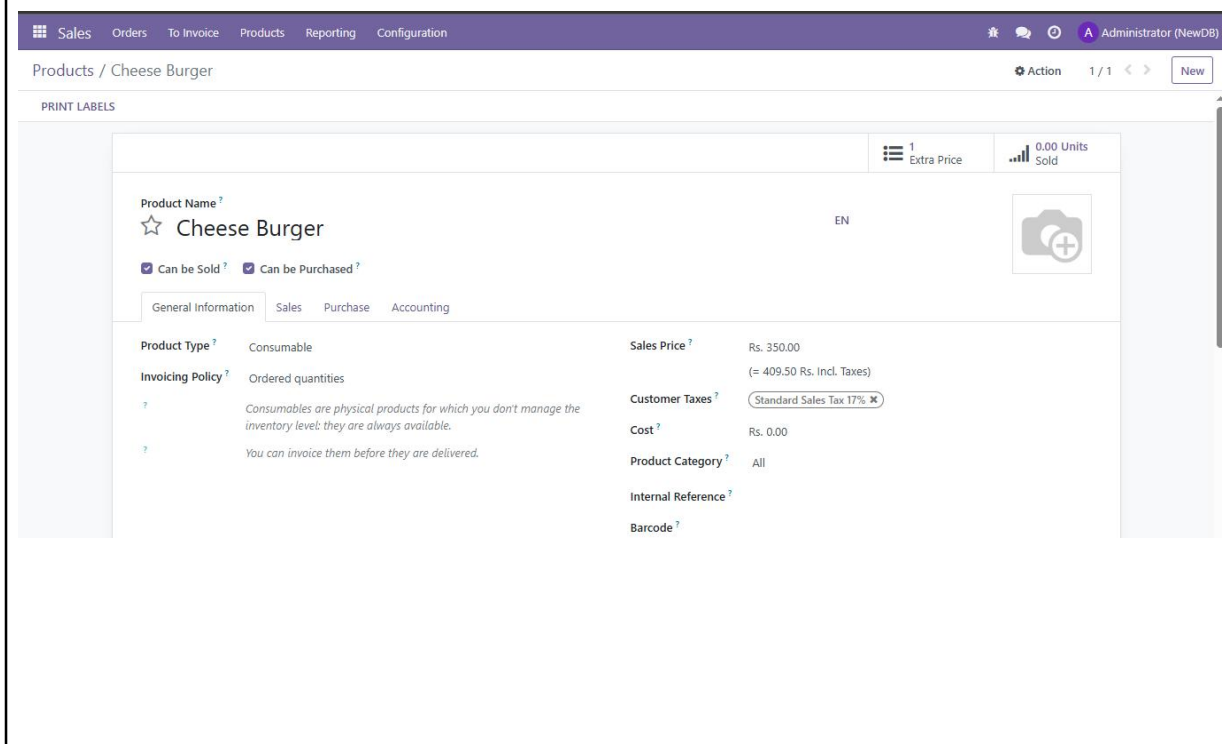 Sales Orders To Invoice Products Reporting Configuration A Administrator (NewDB)
Products / Cheese Burger Action 1 / 1 New
PRINT LABELS
1 Extra Price
0.00 Units Sold
Product Name ?
Cheese Burger EN
Can be Sold ? Can be Purchased ?
General Information Sales Purchase Accounting
Product Type ? Consumable
Invoicing Policy ? Ordered quantities
? Consumables are physical products for which you don't manage the
inventory level: they are always available.
? You can invoice them before they are delivered.
Sales Price ? Rs. 350.00
(= 409.50 Rs. Incl. Taxes)
Customer Taxes ? Standard Sales Tax 17% ✖
Cost ? Rs. 0.00
Product Category ? All
Internal Reference ?
Barcode ?